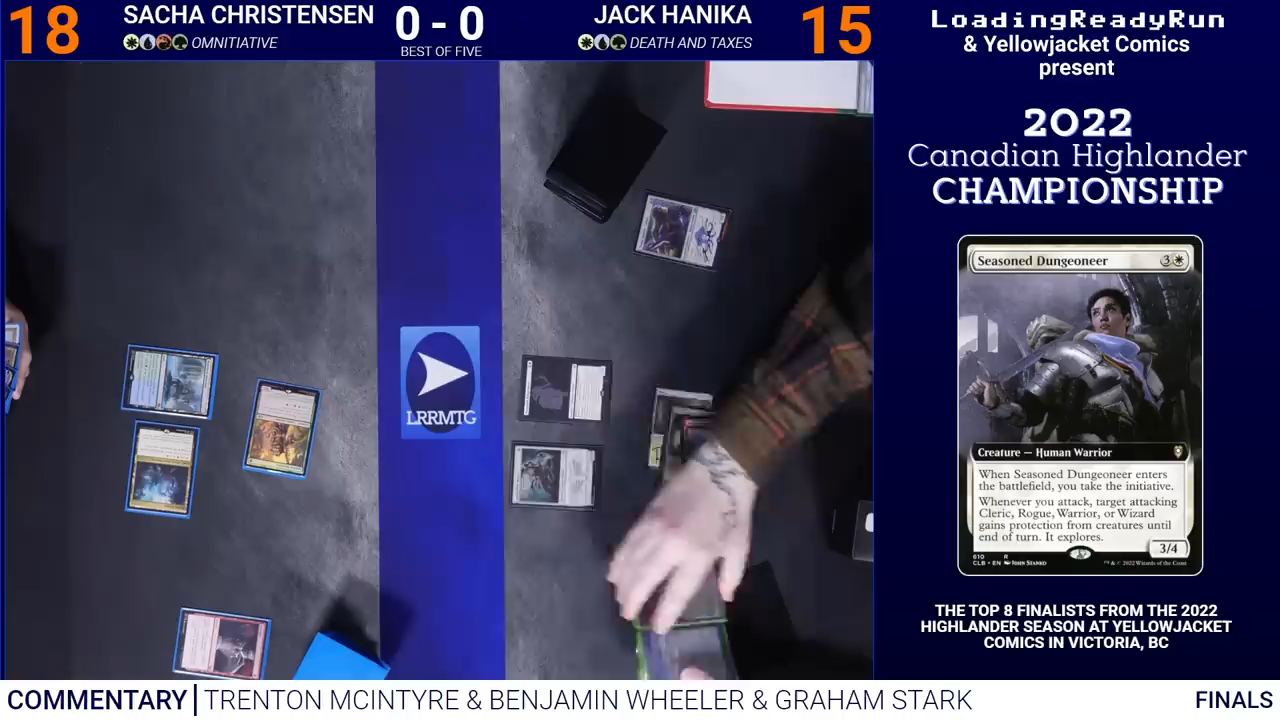 18
SACHA CHRISTENSEN
OMNITIATIVE
0 - 0
BEST OF FIVE
JACK HANIKA
DEATH AND TAXES
15
LoadingReadyRun
& Yellowjacket Comics
present
2022
Canadian Highlander
CHAMPIONSHIP
Seasoned Dungeoneer 3
Creature — Human Warrior
When Seasoned Dungeoneer enters
the battlefield, you take the initiative.
Whenever you attack, target attacking
Cleric, Rogue, Warrior, or Wizard
gains protection from creatures until
end of turn. It explores.
3/4
610 R
CLB • EN
LRRMTG
THE TOP 8 FINALISTS FROM THE 2022
HIGHLANDER SEASON AT YELLOWJACKET
COMICS IN VICTORIA, BC
COMMENTARY | TRENTON MCINTYRE & BENJAMIN WHEELER & GRAHAM STARK
FINALS